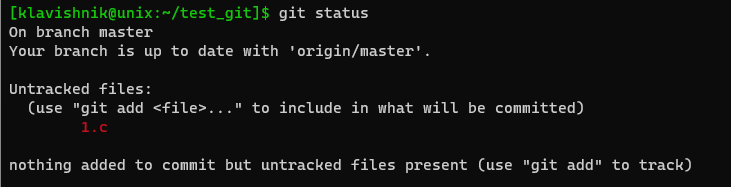 [klavishnik@unix:~/test_git]$ git status
On branch master
Your branch is up to date with 'origin/master'.

Untracked files:
  (use "git add <file>..." to include in what will be committed)
        1.c

nothing added to commit but untracked files present (use "git add" to track)